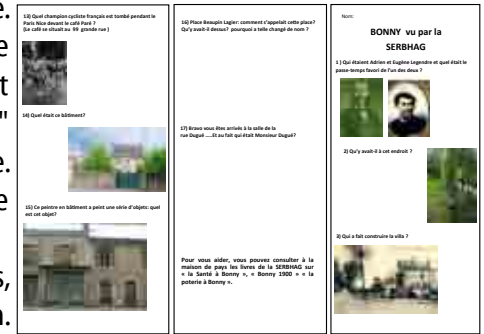 e.
e
t
"
e.
e
s,
n.
13) Quel champion cycliste français est tombé pendant le
Paris Nice devant le café Paré ?
(Le café se situait au 99 grande rue )
14) Quel était ce bâtiment?
15) Ce peintre en bâtiment a peint une série d'objets: quel
est cet objet?
16) Place Beaupin Lagier: comment s'appelait cette place?
Qu'y avait-il dessus? pourquoi a telle changé de nom ?
17) Bravo vous êtes arrivés à la salle de la
rue Dugué ....Et au fait qui était Monsieur Dugué?
Pour vous aider, vous pouvez consulter à la
maison de pays les livres de la SERBHAG sur
« la Santé à Bonny », « Bonny 1900 » « la
poterie à Bonny ».
Nom:
BONNY vu par la
SERBHAG
1 ) Qui étaient Adrien et Eugène Legendre et quel était le
passe-temps favori de l'un des deux ?
2) Qu'y avait-il à cet endroit ?
3) Qui a fait construire la villa ?